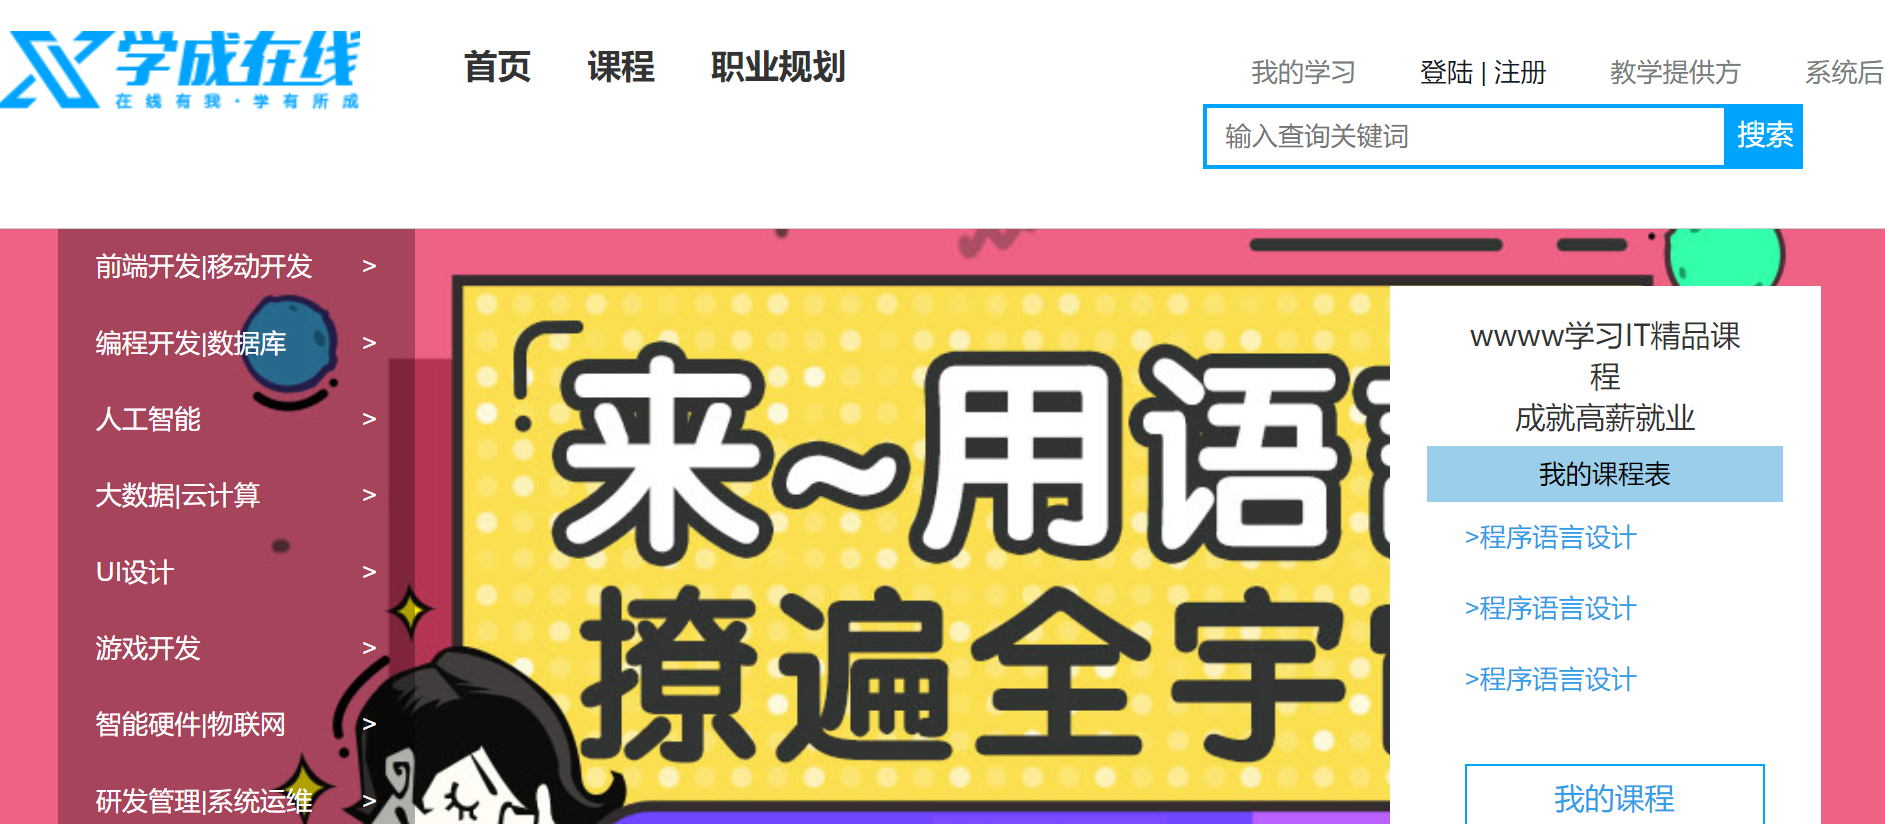 学成在线
在线有我·学有所成
首页 课程 职业规划
我的学习 登陆 | 注册 教学提供方 系统后
输入查询关键词 搜索
前端开发|移动开发 >
编程开发|数据库 >
人工智能 >
大数据|云计算 >
UI设计 >
游戏开发 >
智能硬件|物联网 >
研发管理|系统运维 >
来~用语
撩遍全宇
wwww学习IT精品课
程
成就高薪就业
我的课程表
>程序语言设计
>程序语言设计
>程序语言设计
我的课程